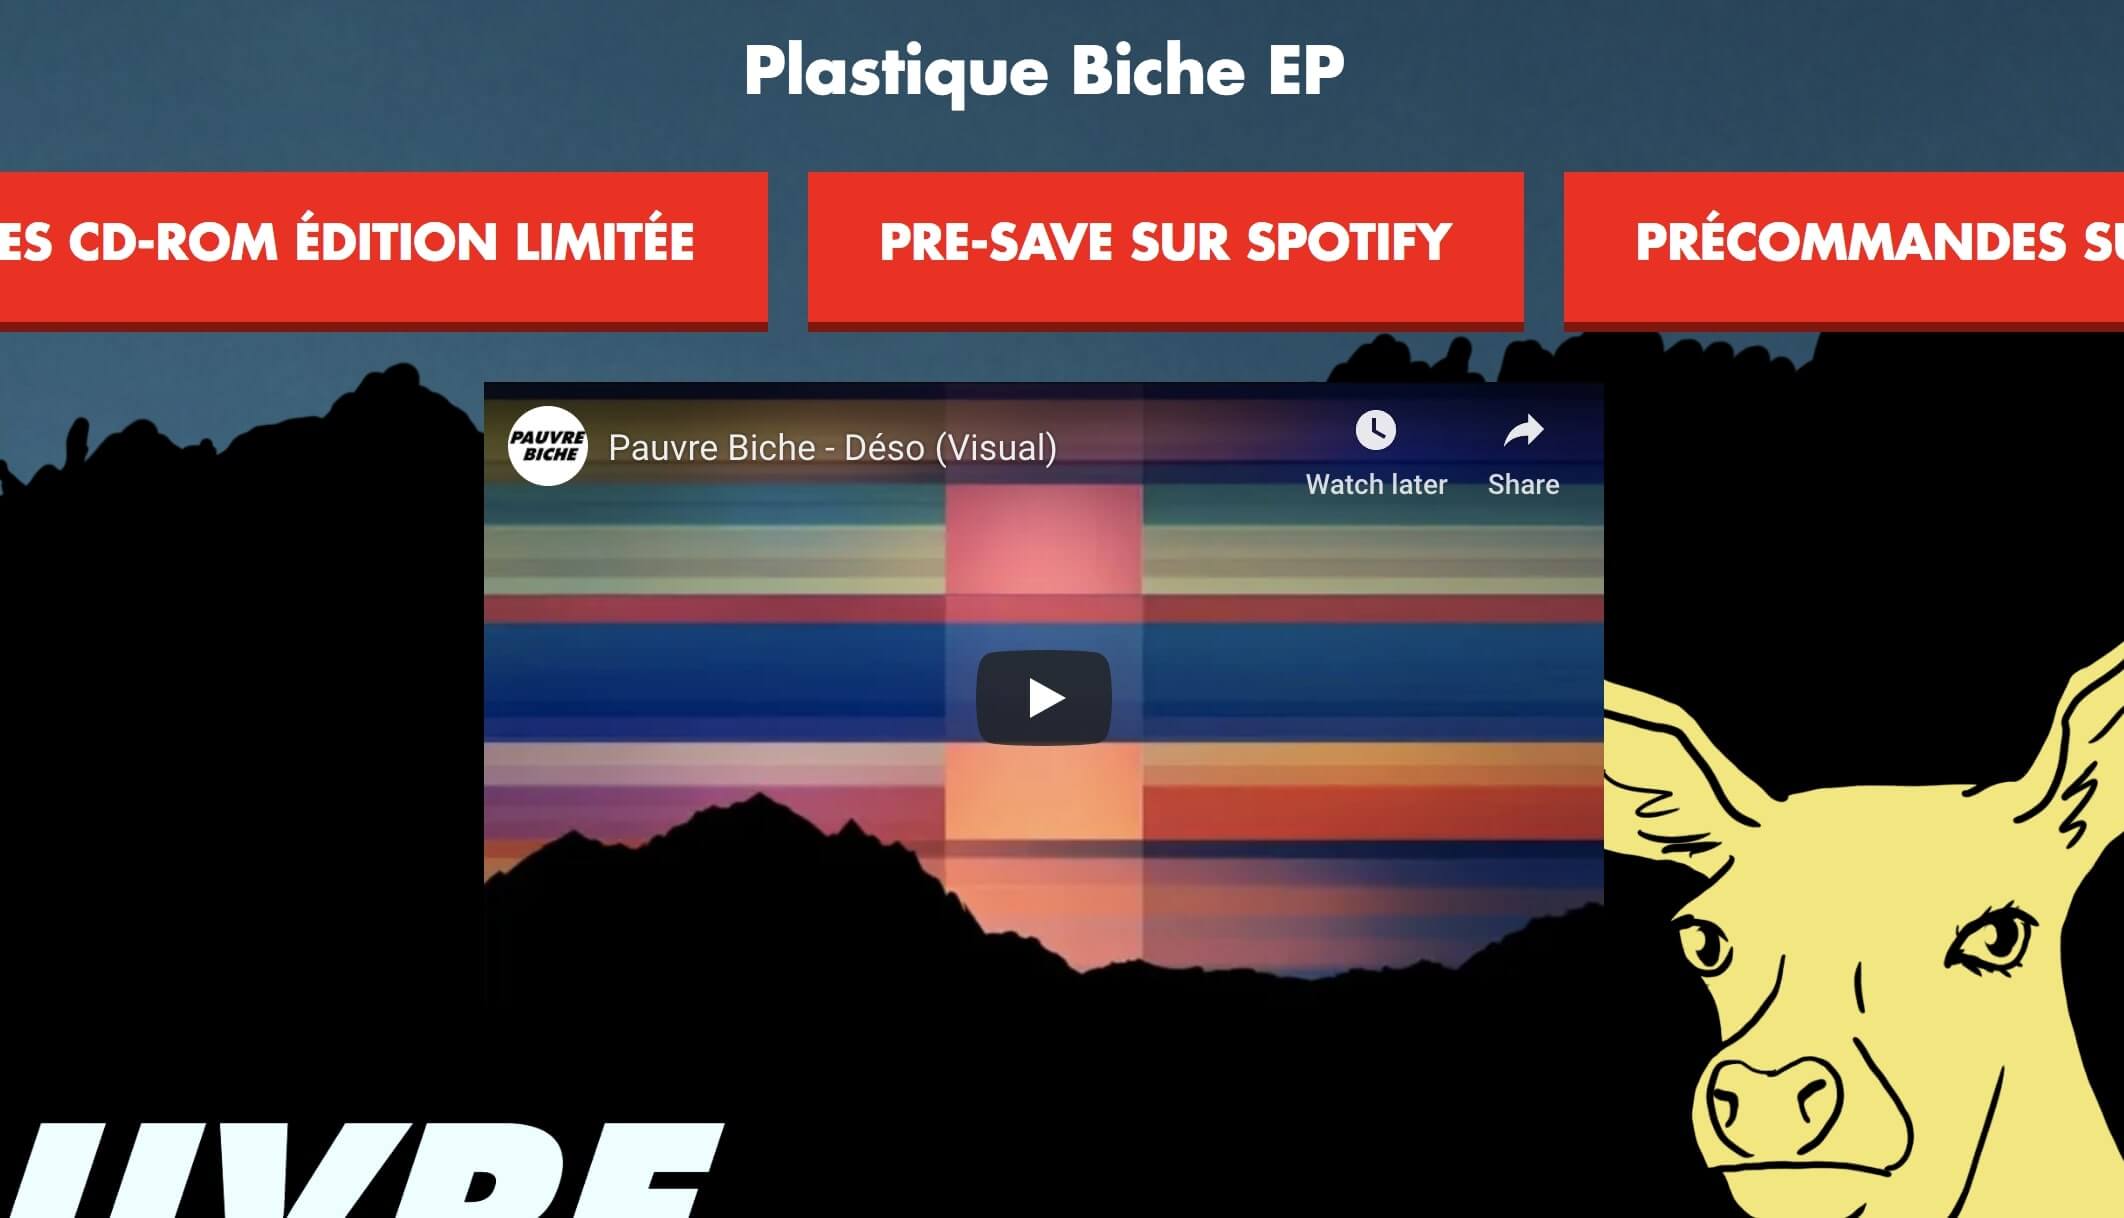 Plastique Biche EP
ES CD-ROM ÉDITION LIMITÉE
PRE-SAVE SUR SPOTIFY
PRÉCOMMANDES SU
PAUVRE
BICHE
Pauvre Biche - Déso (Visual)
Watch later
Share
UVRE